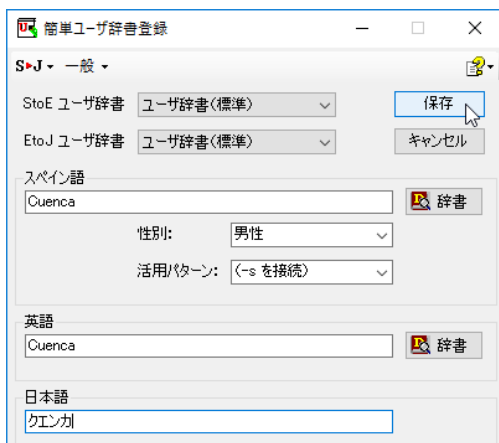 簡単ユーザ辞書登録
S▶J 一般
StoE ユーザ辞書 ユーザ辞書(標準) 保存
EtoJ ユーザ辞書 ユーザ辞書(標準) キャンセル
スペイン語
Cuenca 辞書
性別: 男性
活用パターン: (-s を接続)
英語
Cuenca 辞書
日本語
クエンカ